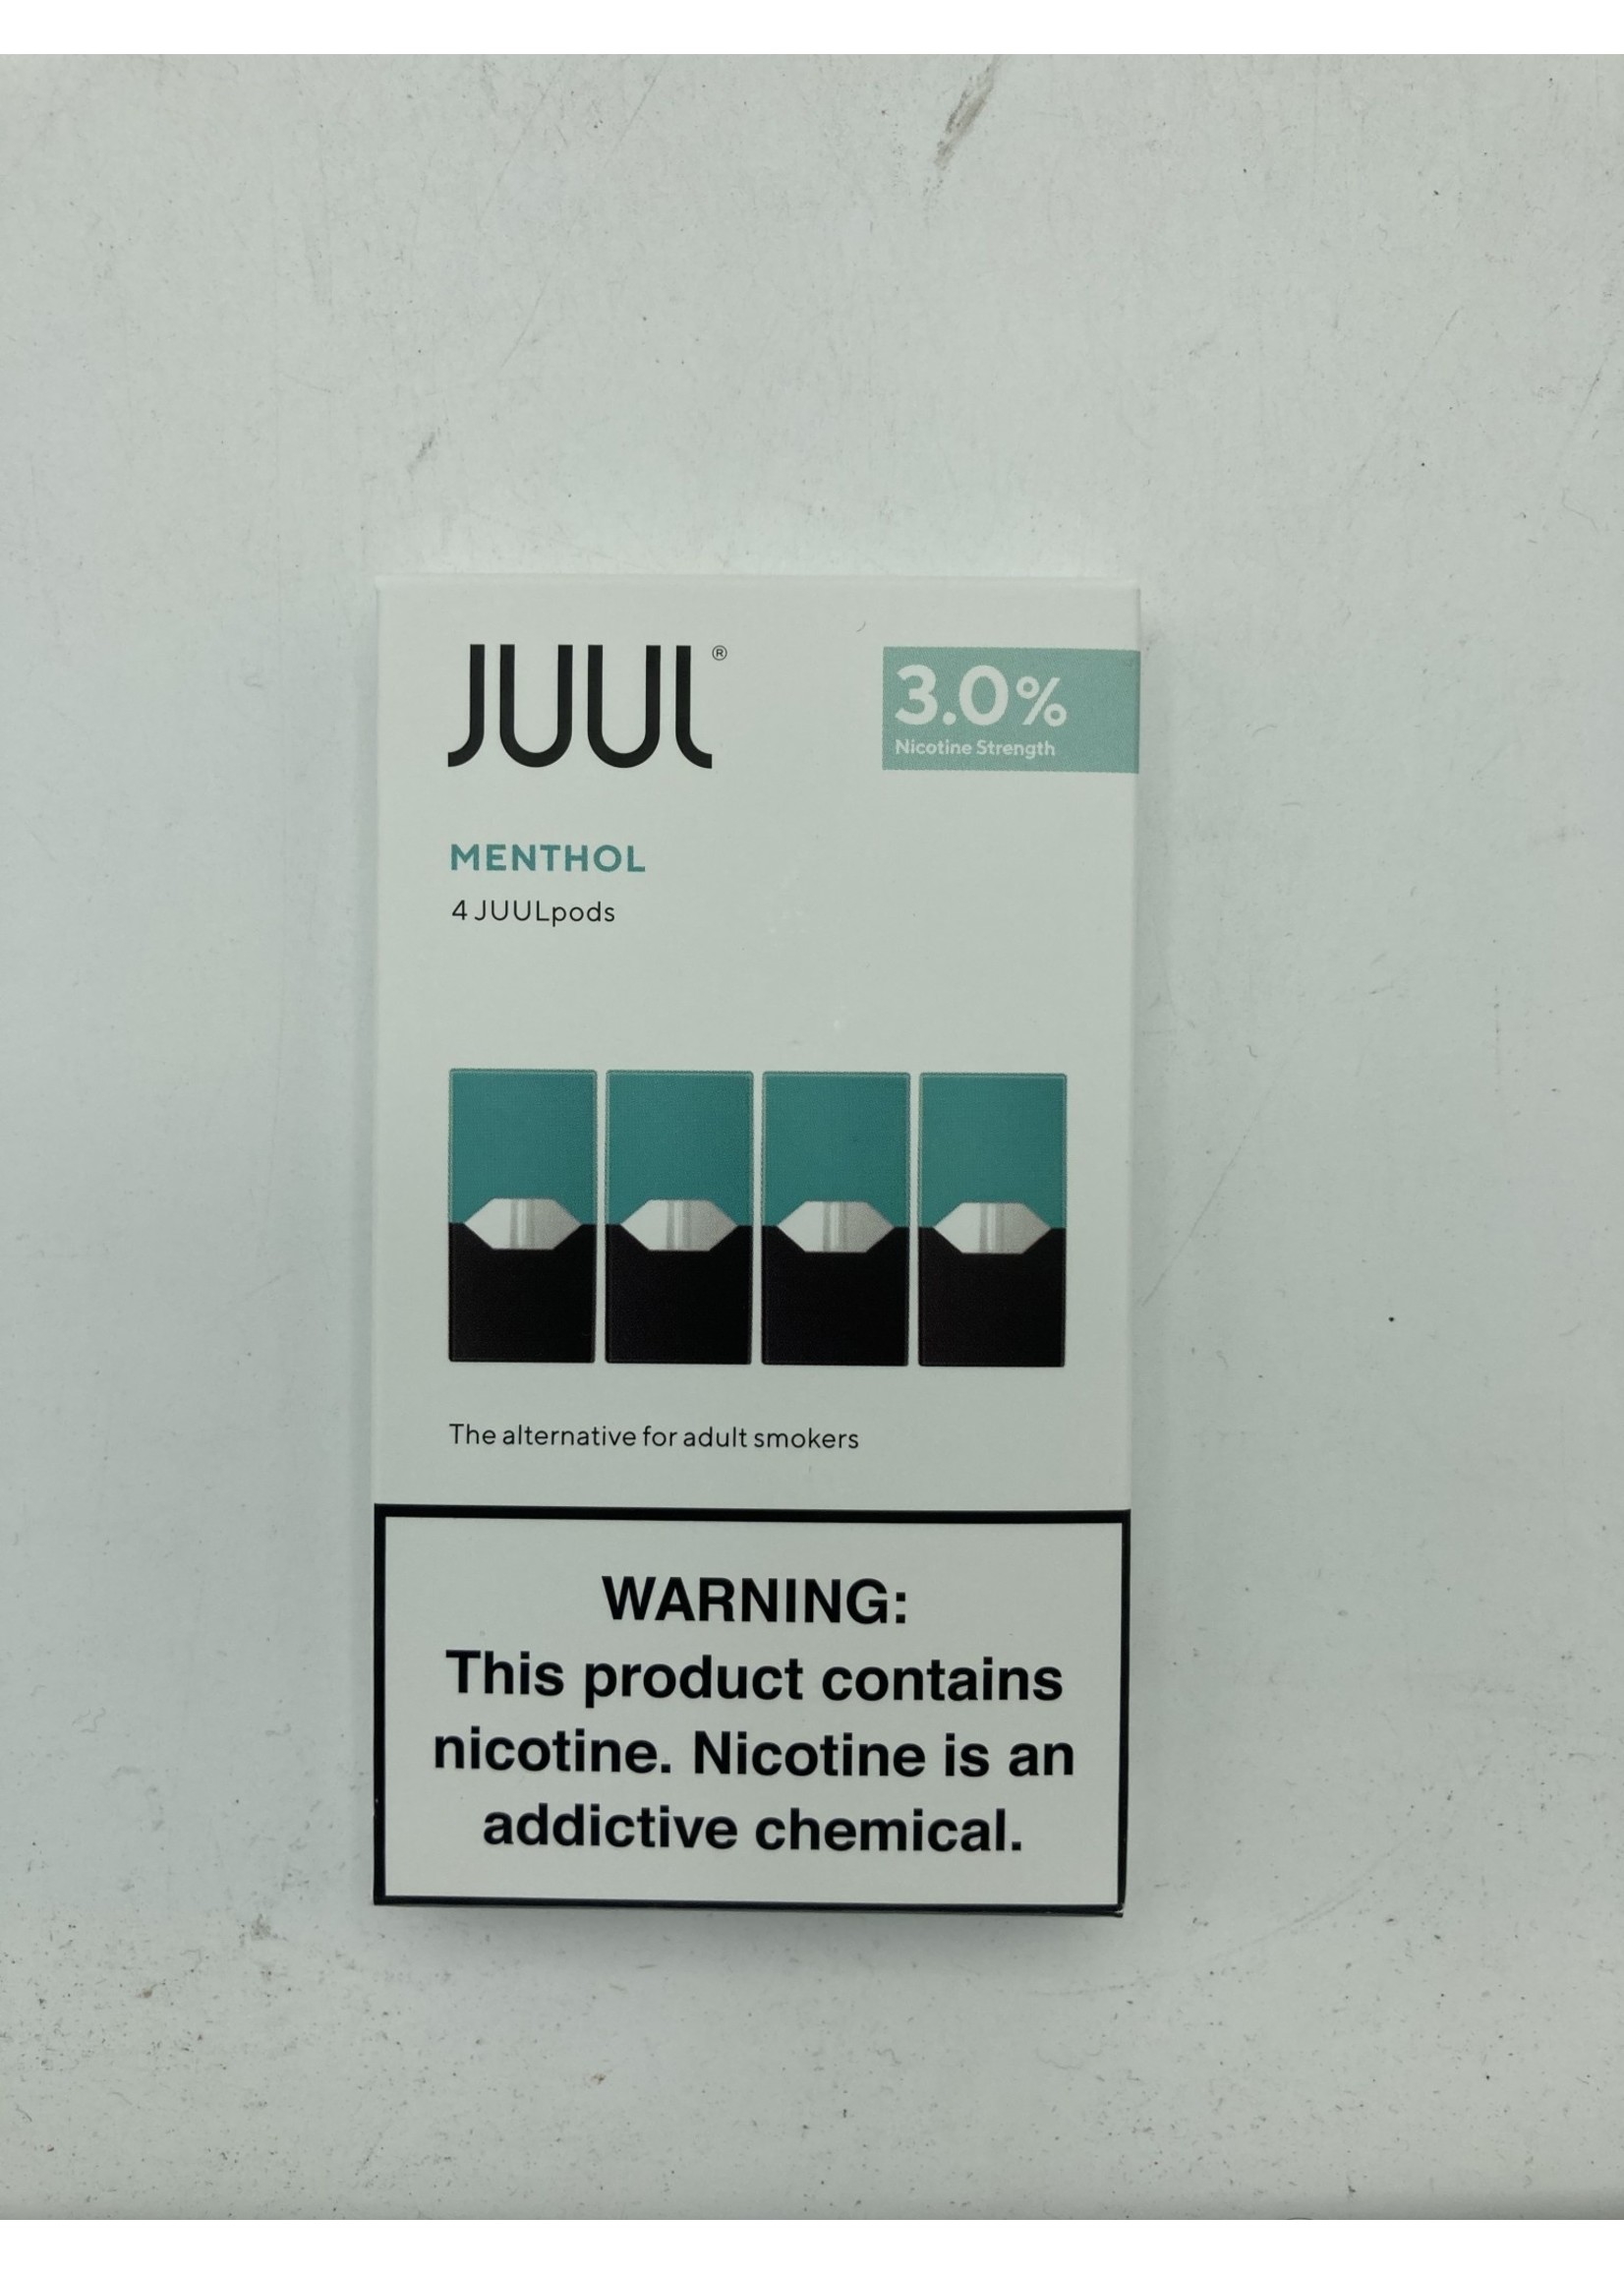 JUUL®
3.0%
Nicotine Strength
MENTHOL
4 JUULpods
The alternative for adult smokers
WARNING:
This product contains
nicotine. Nicotine is an
addictive chemical.